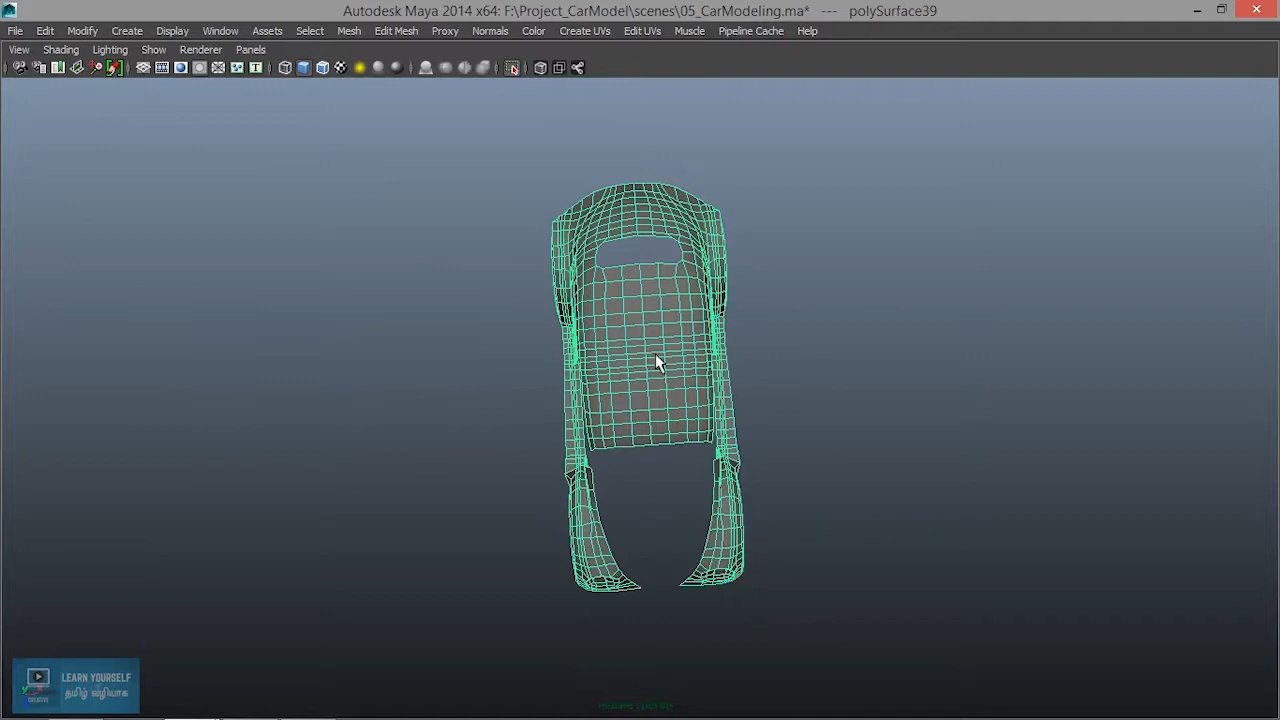 Autodesk Maya 2014 x64: F:\Project_CarModel\scenes\05_CarModeling.ma* --- polySurface39
File Edit Modify Create Display Window Assets Select Mesh Edit Mesh Proxy Normals Color Create UVs Edit UVs Muscle Pipeline Cache Help
View Shading Lighting Show Renderer Panels
LEARN YOURSELF
தமிழ் வழியாக
CREATIVE